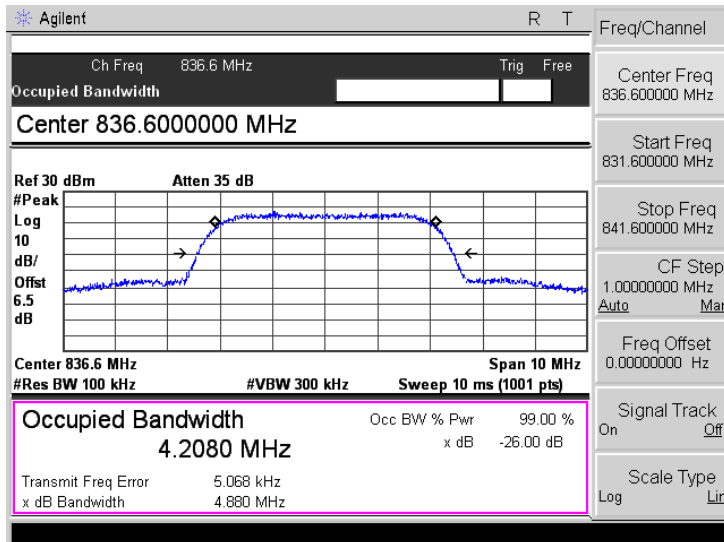 Agilent R T
Ch Freq 836.6 MHz Trig Free
Occupied Bandwidth
Center 836.6000000 MHz
Ref 30 dBm Atten 35 dB
#Peak
Log
10
dB/
Offst
6.5
dB
Center 836.6 MHz Span 10 MHz
#Res BW 100 kHz #VBW 300 kHz Sweep 10 ms (1001 pts)
Occupied Bandwidth Occ BW % Pwr 99.00 %
4.2080 MHz x dB -26.00 dB
Transmit Freq Error 5.068 kHz
x dB Bandwidth 4.880 MHz
Freq/Channel
Center Freq
836.600000 MHz
Start Freq
831.600000 MHz
Stop Freq
841.600000 MHz
CF Step
1.00000000 MHz
Auto Man
Freq Offset
0.00000000 Hz
Signal Track
On Off
Scale Type
Log Lin